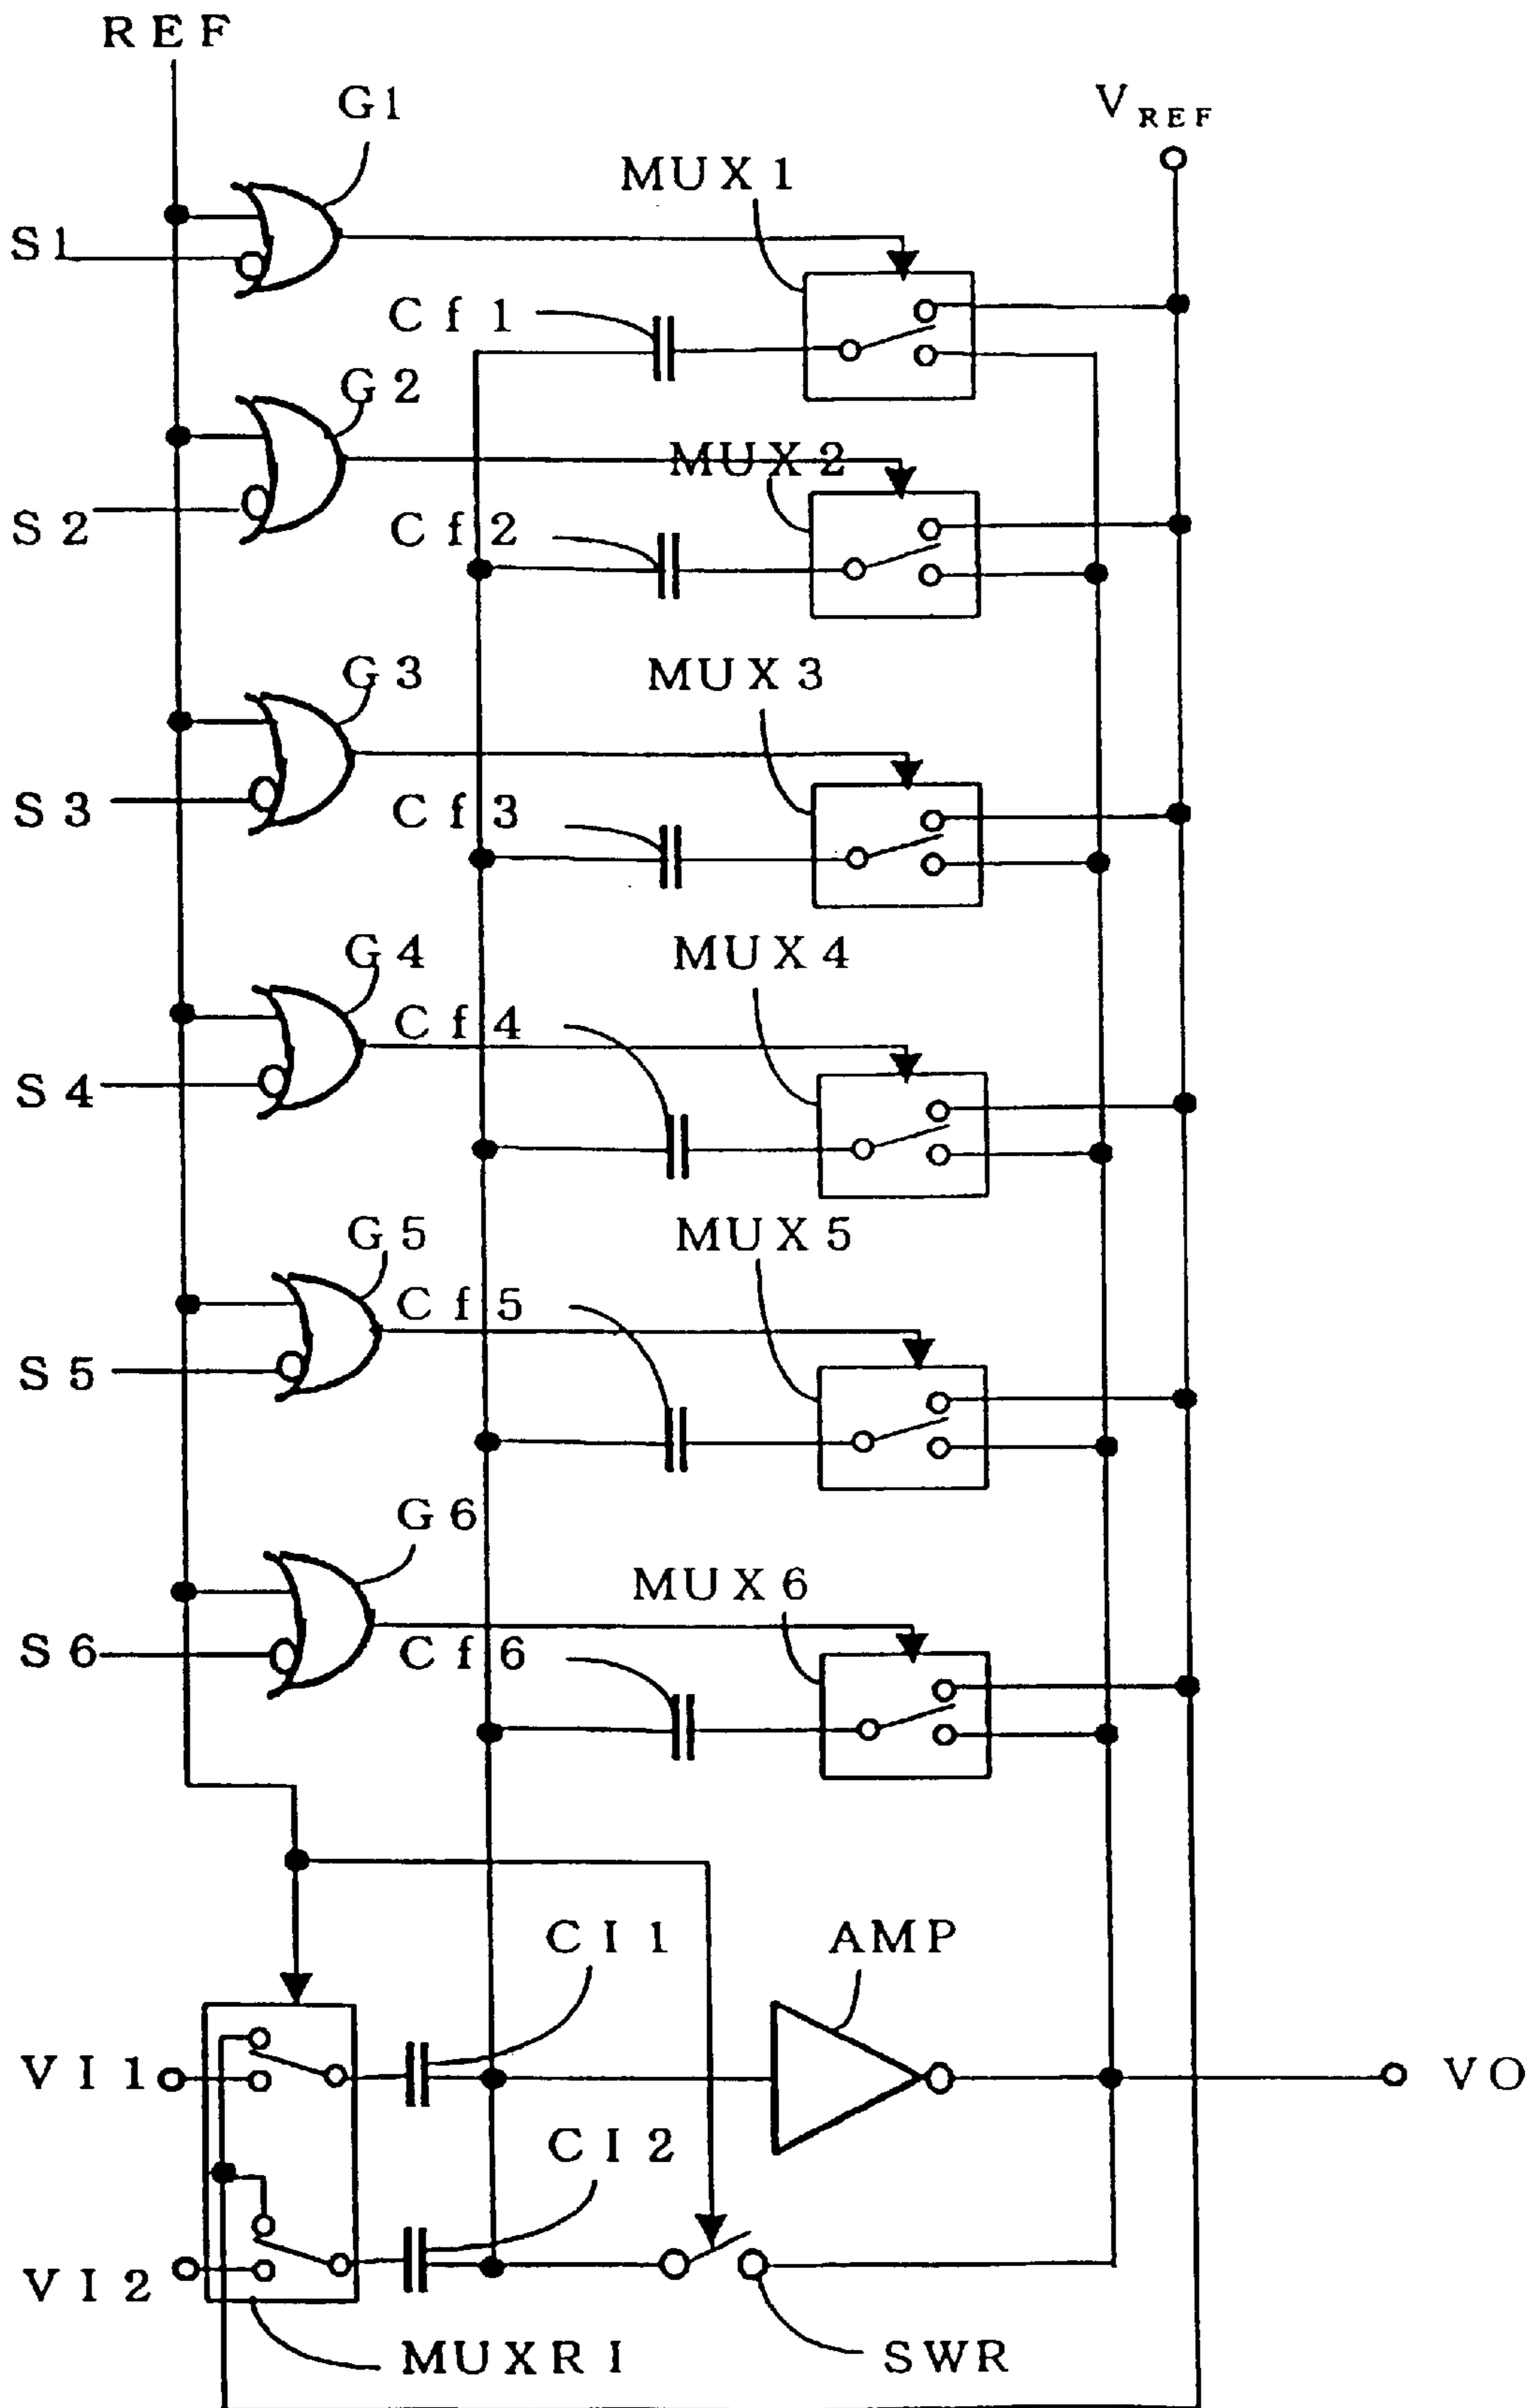 REF
G1
V REF
MUX1
S1
Cf1
G2
MUX2
S2
Cf2
G3
MUX3
S3
Cf3
G4
MUX4
Cf4
S4
G5
MUX5
Cf5
S5
G6
MUX6
S6
Cf6
CI1
AMP
VI1
VO
CI2
VI2
MUXRI
SWR